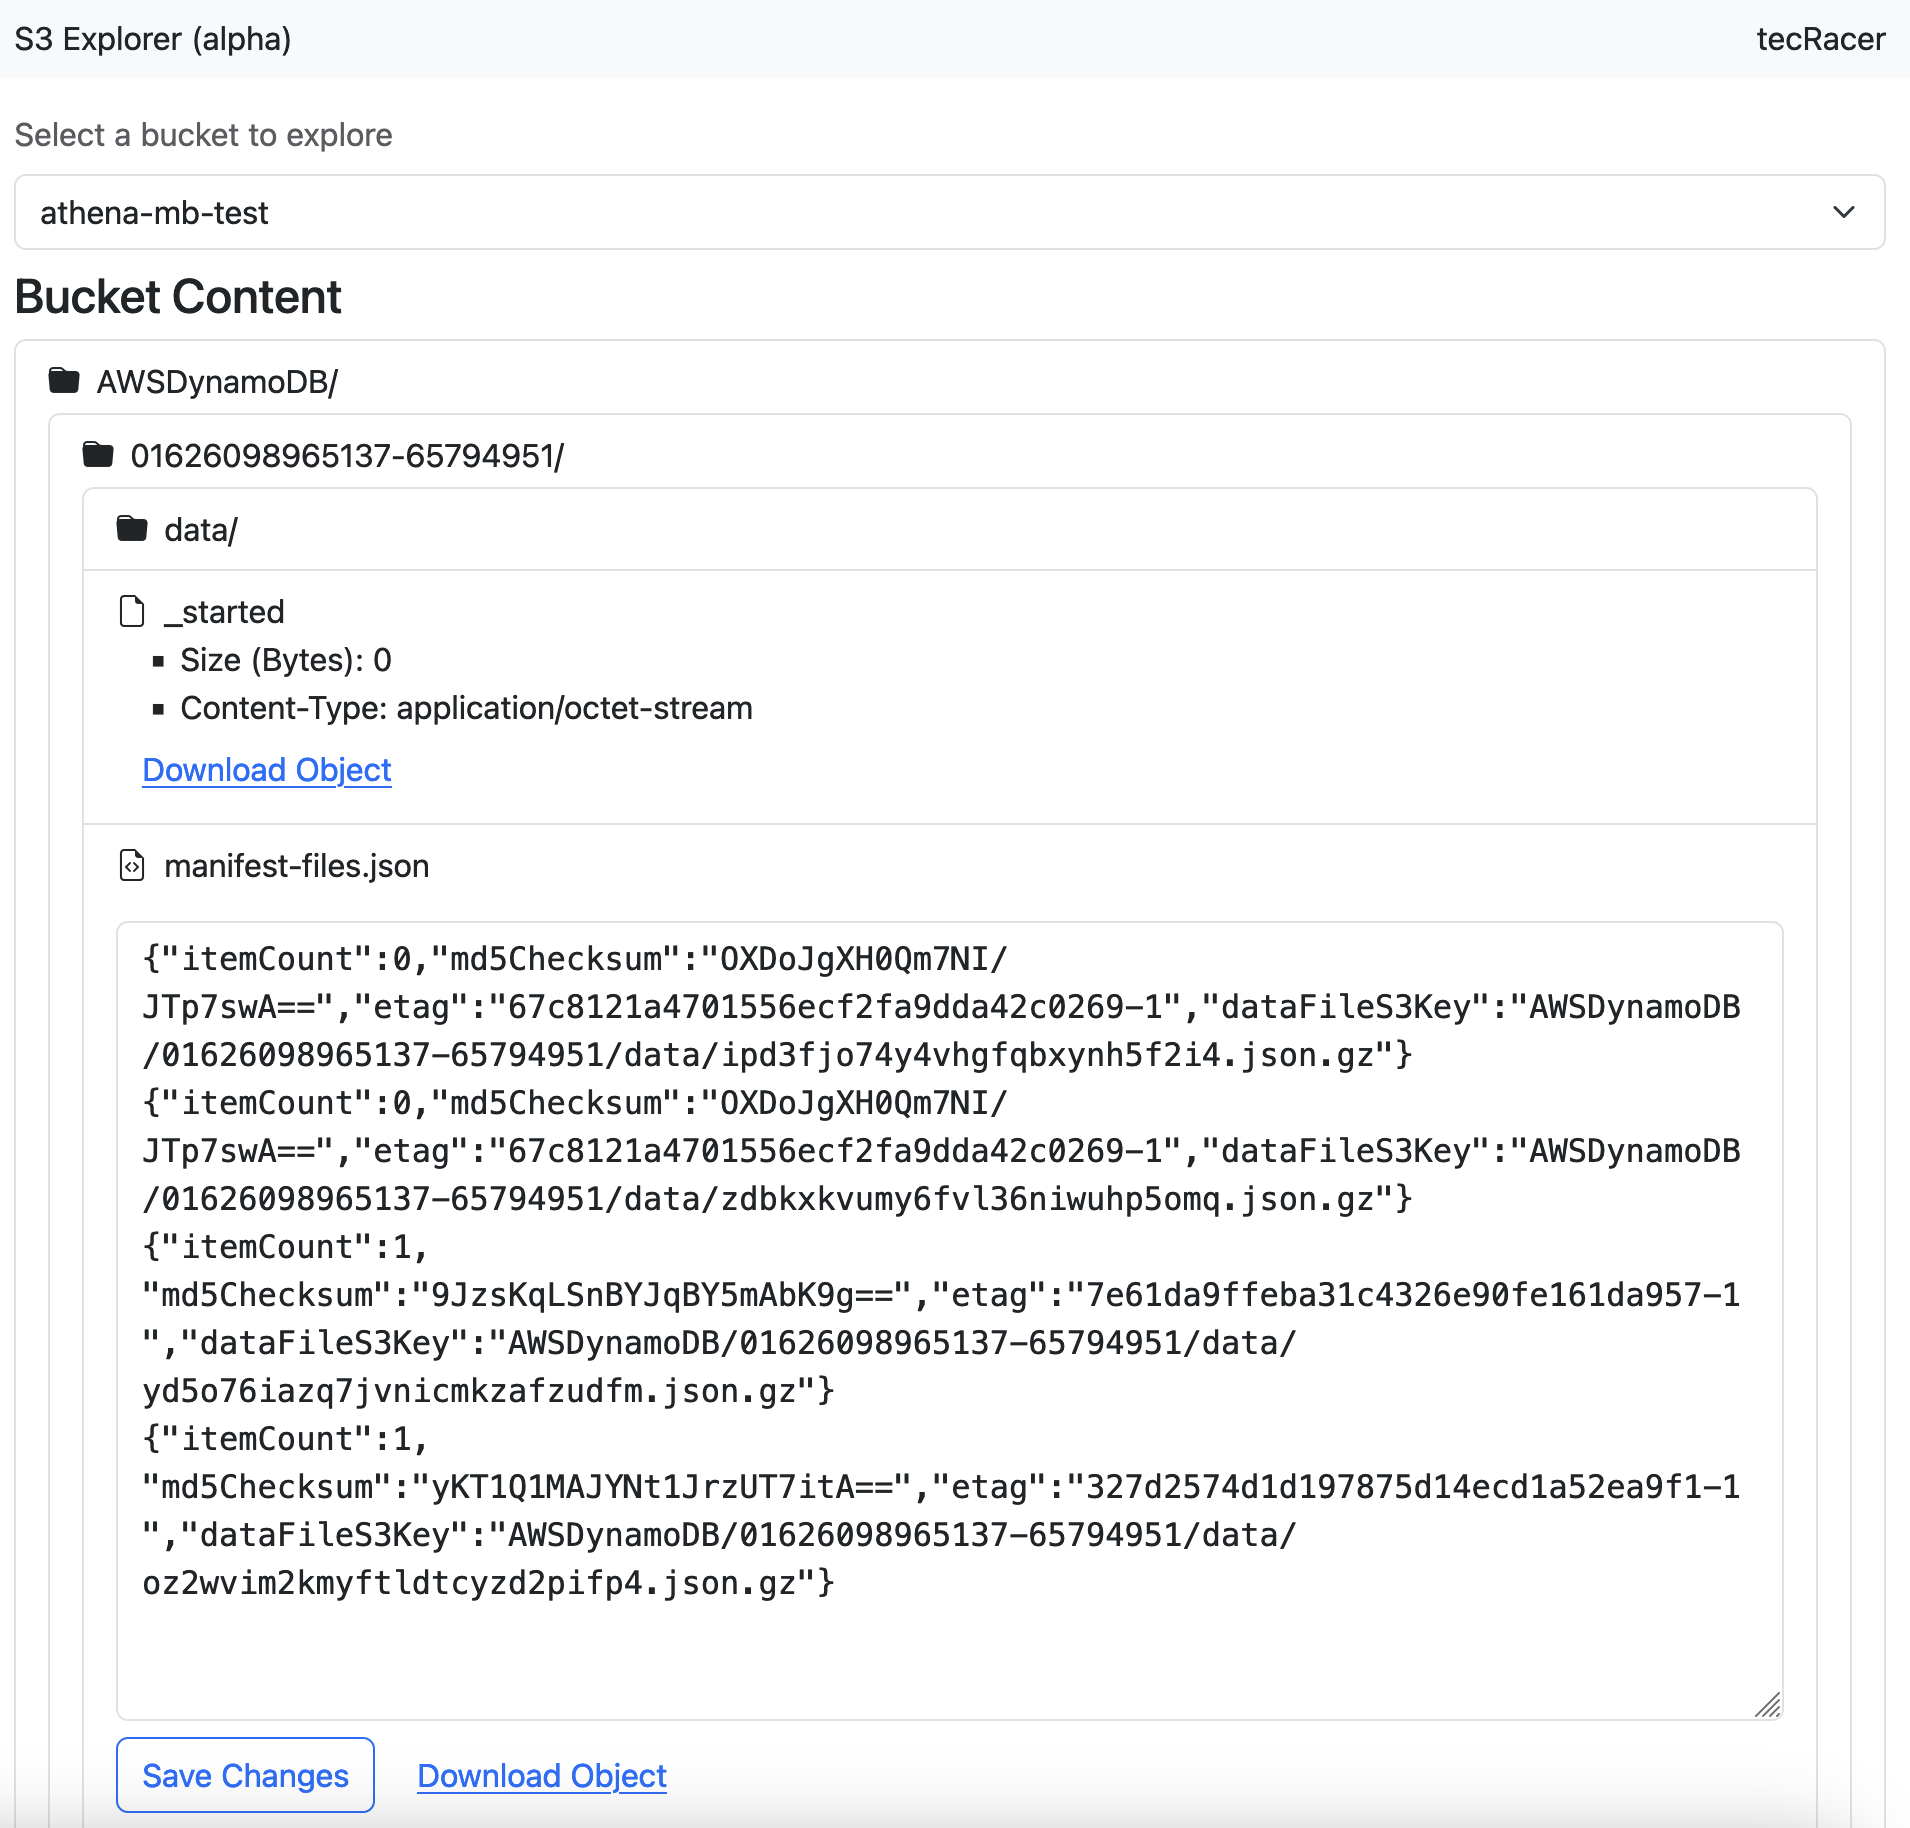 S3 Explorer (alpha)
tecRacer
Select a bucket to explore
athena-mb-test
Bucket Content
AWSDynamoDB/
01626098965137-65794951/
data/
_started
▪ Size (Bytes): 0
▪ Content-Type: application/octet-stream
Download Object
manifest-files.json
{"itemCount":0,"md5Checksum":"OXDoJgXH0Qm7NI/
JTp7swA==","etag":"67c8121a4701556ecf2fa9dda42c0269-1","dataFileS3Key":"AWSDynamoDB
/01626098965137-65794951/data/ipd3fjo74y4vhgfqbxynh5f2i4.json.gz"}
{"itemCount":0,"md5Checksum":"OXDoJgXH0Qm7NI/
JTp7swA==","etag":"67c8121a4701556ecf2fa9dda42c0269-1","dataFileS3Key":"AWSDynamoDB
/01626098965137-65794951/data/zdbkxkvumy6fvl36niwuhp5omq.json.gz"}
{"itemCount":1,
"md5Checksum":"9JzsKqLSnBYJqBY5mAbK9g==","etag":"7e61da9ffeba31c4326e90fe161da957-1
","dataFileS3Key":"AWSDynamoDB/01626098965137-65794951/data/
yd5o76iazq7jvnicmkzafzudfm.json.gz"}
{"itemCount":1,
"md5Checksum":"yKT1Q1MAJYNt1JrzUT7itA==","etag":"327d2574d1d197875d14ecd1a52ea9f1-1
","dataFileS3Key":"AWSDynamoDB/01626098965137-65794951/data/
oz2wvim2kmyftldtcyzd2pifp4.json.gz"}
Save Changes
Download Object